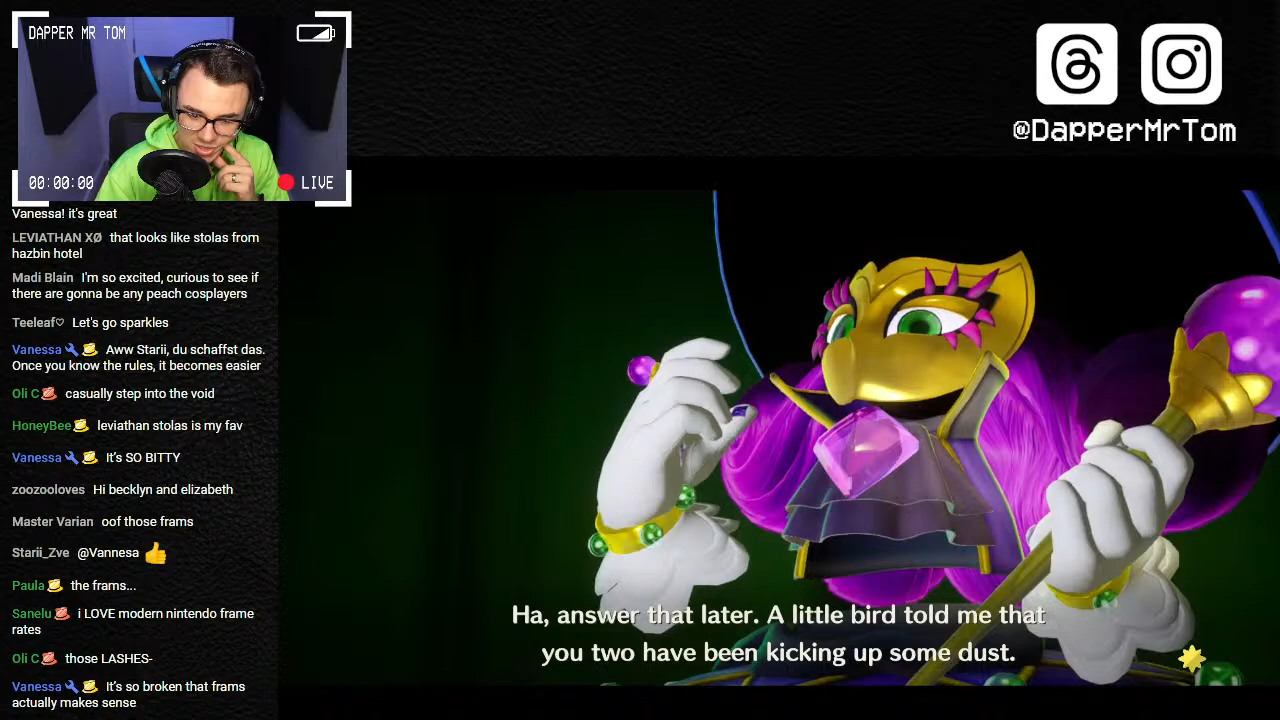 DAPPER MR TOM
00:00:00
LIVE
@DapperMrTom
Vanessa! it's great
LEVIATHAN XØ that looks like stolas from
hazbin hotel
Madi Blain I'm so excited, curious to see if
there are gonna be any peach cosplayers
Teeleaf♡ Let's go sparkles
Vanessa Aww Starii, du schaffst das.
Once you know the rules, it becomes easier
Oli C casually step into the void
HoneyBee leviathan stolas is my fav
Vanessa It's SO BITTY
zoozooloves Hi becklyn and elizabeth
Master Varian oof those frams
Starii_Zve @Vannesa 👍
Paula the frams...
Sanelu i LOVE modern nintendo frame
rates
Oli C those LASHES-
Vanessa It's so broken that frams
actually makes sense
Ha, answer that later. A little bird told me that
you two have been kicking up some dust.